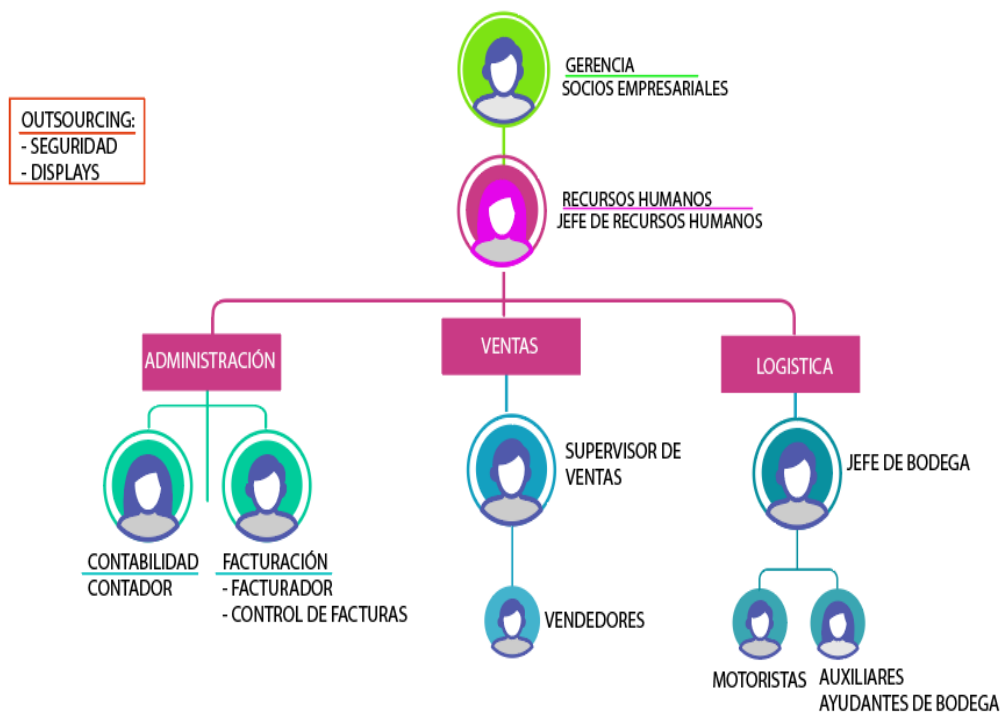 GERENCIA
SOCIOS EMPRESARIALES
OUTSOURCING:
- SEGURIDAD
- DISPLAYS
RECURSOS HUMANOS
JEFE DE RECURSOS HUMANOS
ADMINISTRACIÓN
VENTAS
LOGISTICA
CONTABILIDAD
CONTADOR
FACTURACIÓN
- FACTURADOR
- CONTROL DE FACTURAS
SUPERVISOR DE
VENTAS
VENDEDORES
JEFE DE BODEGA
MOTORISTAS
AUXILIARES
AYUDANTES DE BODEGA